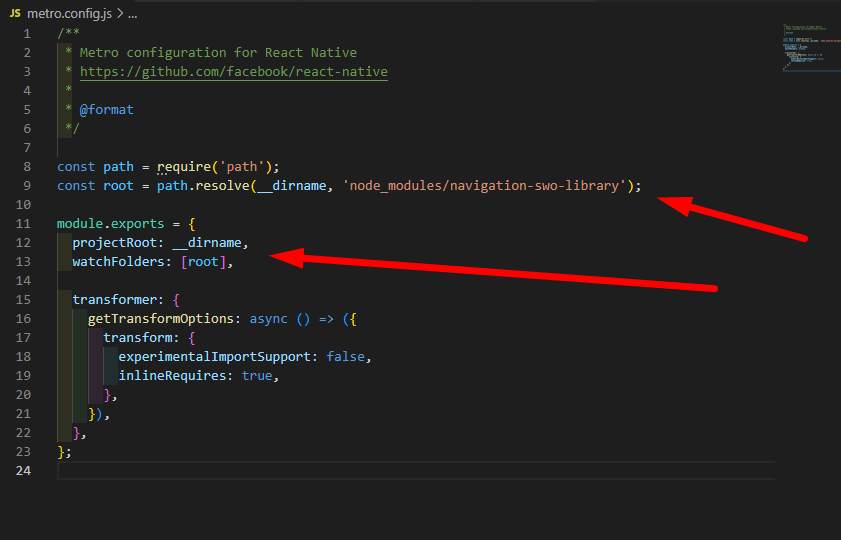 JS metro.config.js > ...
1 /**
2 * Metro configuration for React Native
3 * https://github.com/facebook/react-native
4 *
5 * @format
6 */
7
8 const path = require('path');
9 const root = path.resolve(__dirname, 'node_modules/navigation-swo-library');
10
11 module.exports = {
12 projectRoot: __dirname,
13 watchFolders: [root],
14
15 transformer: {
16 getTransformOptions: async () => ({
17 transform: {
18 experimentalImportSupport: false,
19 inlineRequires: true,
20 },
21 }),
22 },
23 };
24